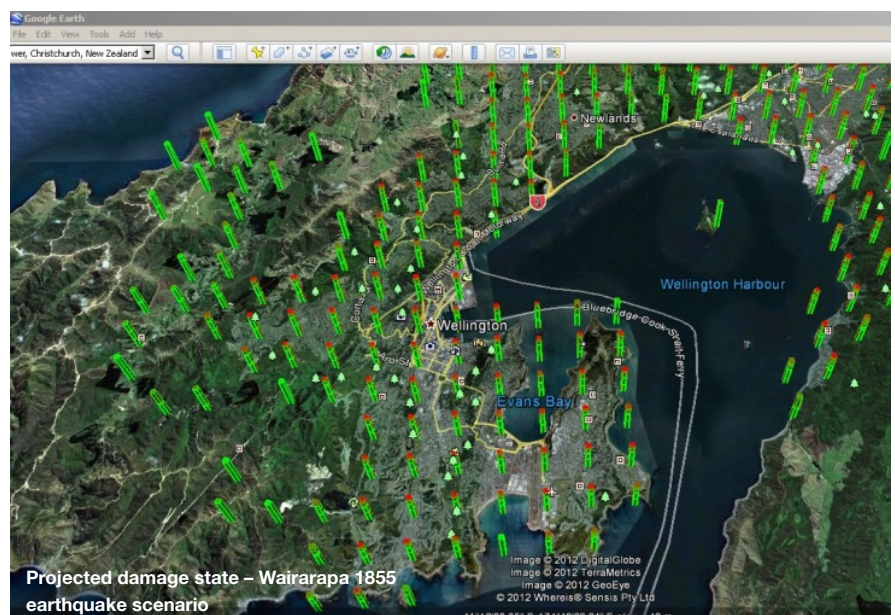 Google Earth
File Edit View Tools Add Help
wer, Christchurch, New Zealand
Newlands
Wellington Harbour
Bluebridge Cook Strait Ferry
Wellington
Aro St
Evans Bay
Image © 2012 DigitalGlobe
Image © 2012 TerraMetrics
Image © 2012 GeoEye
© 2012 Whereis® Sensis Pty Ltd
Projected damage state – Wairarapa 1855
earthquake scenario